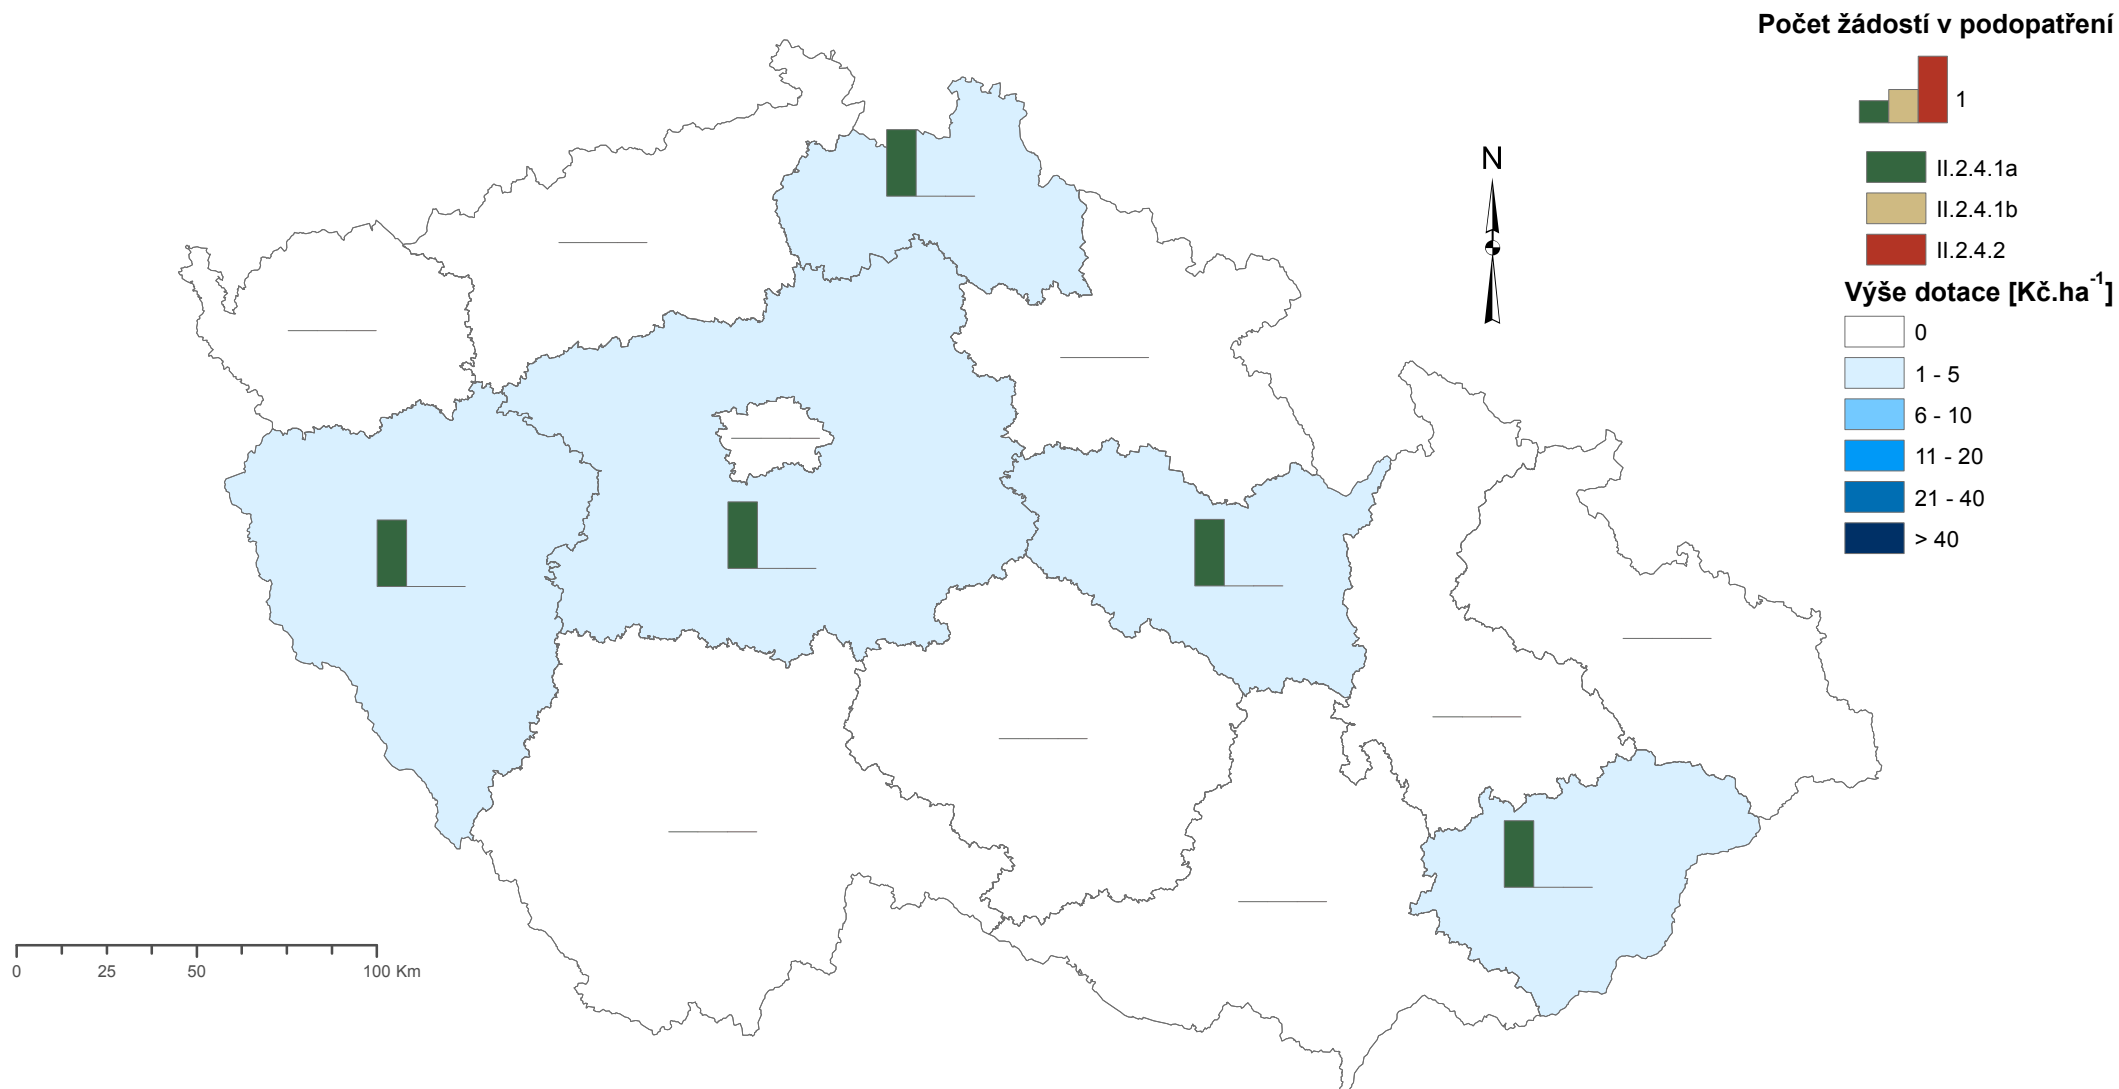 Počet žádostí v podopatření
1
II.2.4.1a
II.2.4.1b
II.2.4.2
Výše dotace [Kč.ha⁻¹]
0
1 - 5
6 - 10
11 - 20
21 - 40
> 40
N
0 25 50 100 Km